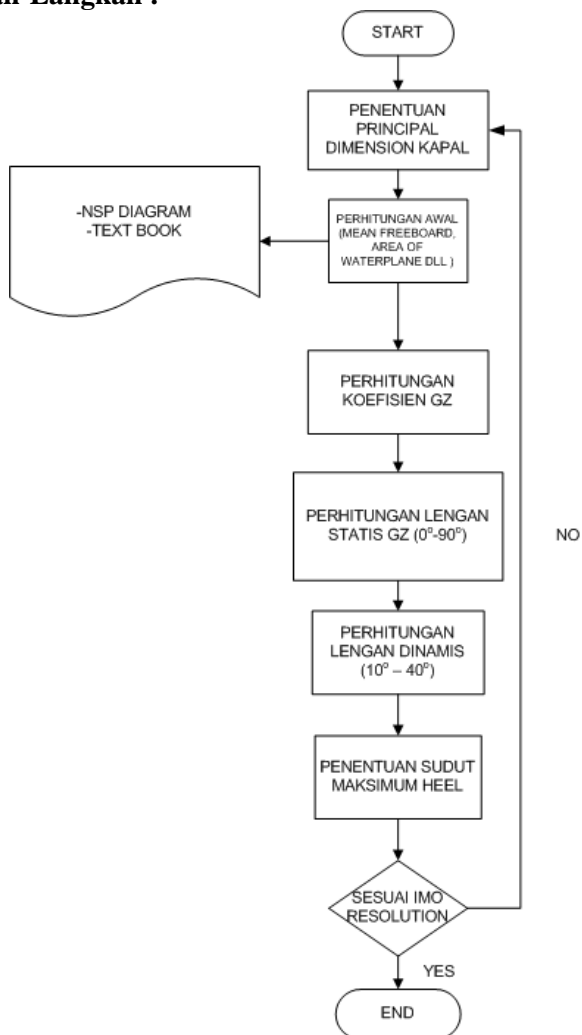 Langkah :
START
PENENTUAN
PRINCIPAL
DIMENSION KAPAL
-NSP DIAGRAM
-TEXT BOOK
PERHITUNGAN AWAL
(MEAN FREEBOARD,
AREA OF
WATERPLANE DLL )
PERHITUNGAN
KOEFISIEN GZ
PERHITUNGAN LENGAN
STATIS GZ (0°-90°)
NO
PERHITUNGAN
LENGAN DINAMIS
(10° – 40°)
PENENTUAN SUDUT
MAKSIMUM HEEL
SESUAI IMO
RESOLUTION
YES
END